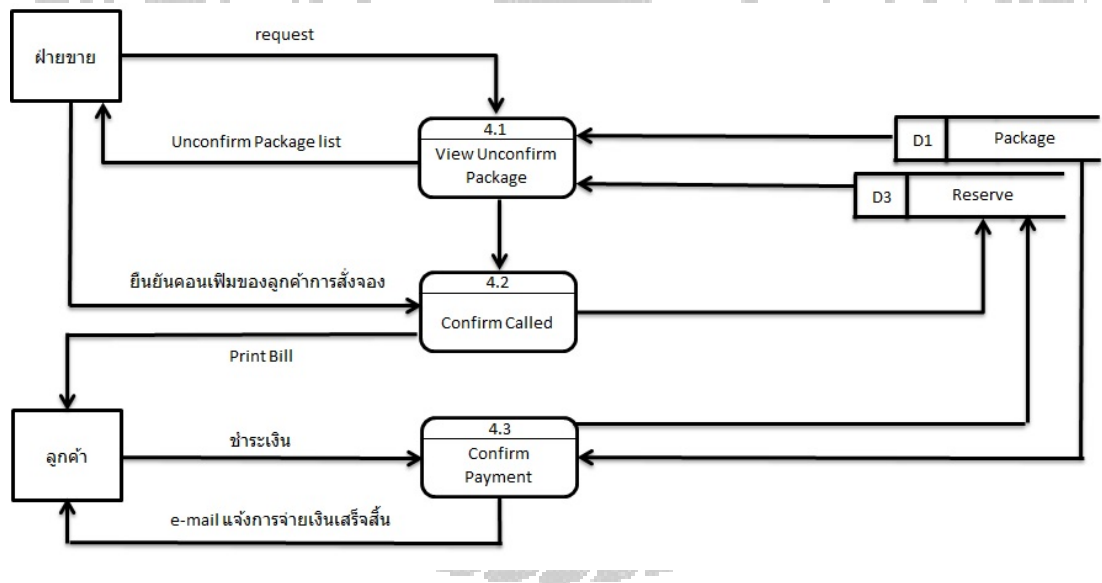 request
ฝ่ายขาย
4.1
View Unconfirm
Package
Unconfirm Package list
D1
Package
D3
Reserve
ยืนยันคอนเฟิมของลูกค้าการสั่งจอง
4.2
Confirm Called
Print Bill
ลูกค้า
ชำระเงิน
4.3
Confirm
Payment
e-mail แจ้งการจ่ายเงินเสร็จสิ้น